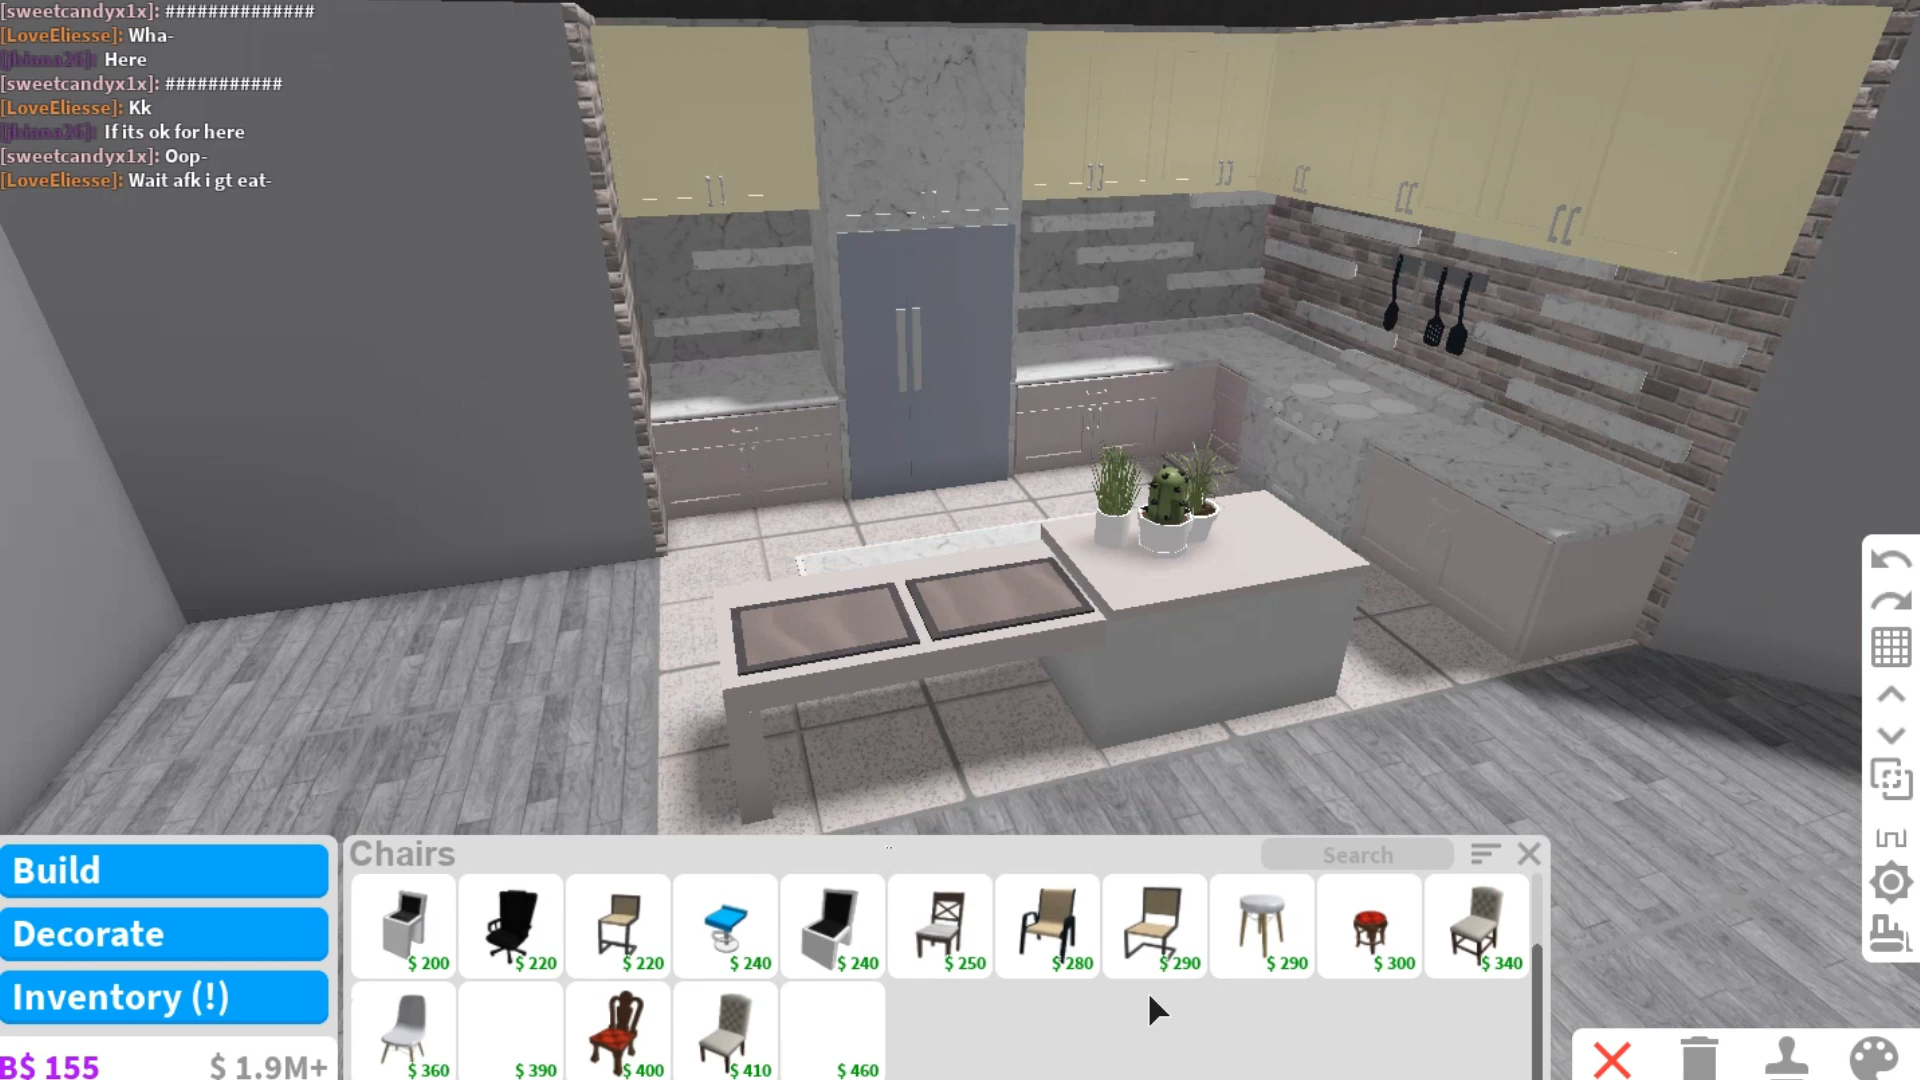 [sweetcandyx1x]: ##############
[LoveEliesse]: Wha-
[jhiana26]: Here
[sweetcandyx1x]: ###########
[LoveEliesse]: Kk
[jhiana26]: If its ok for here
[sweetcandyx1x]: Oop-
[LoveEliesse]: Wait afk i gt eat-
Build
Decorate
Inventory (!)
B$ 155
$ 1.9M+
Chairs
Search
$ 200
$ 220
$ 220
$ 240
$ 240
$ 250
$ 280
$ 290
$ 290
$ 300
$ 340
$ 360
$ 390
$ 400
$ 410
$ 460